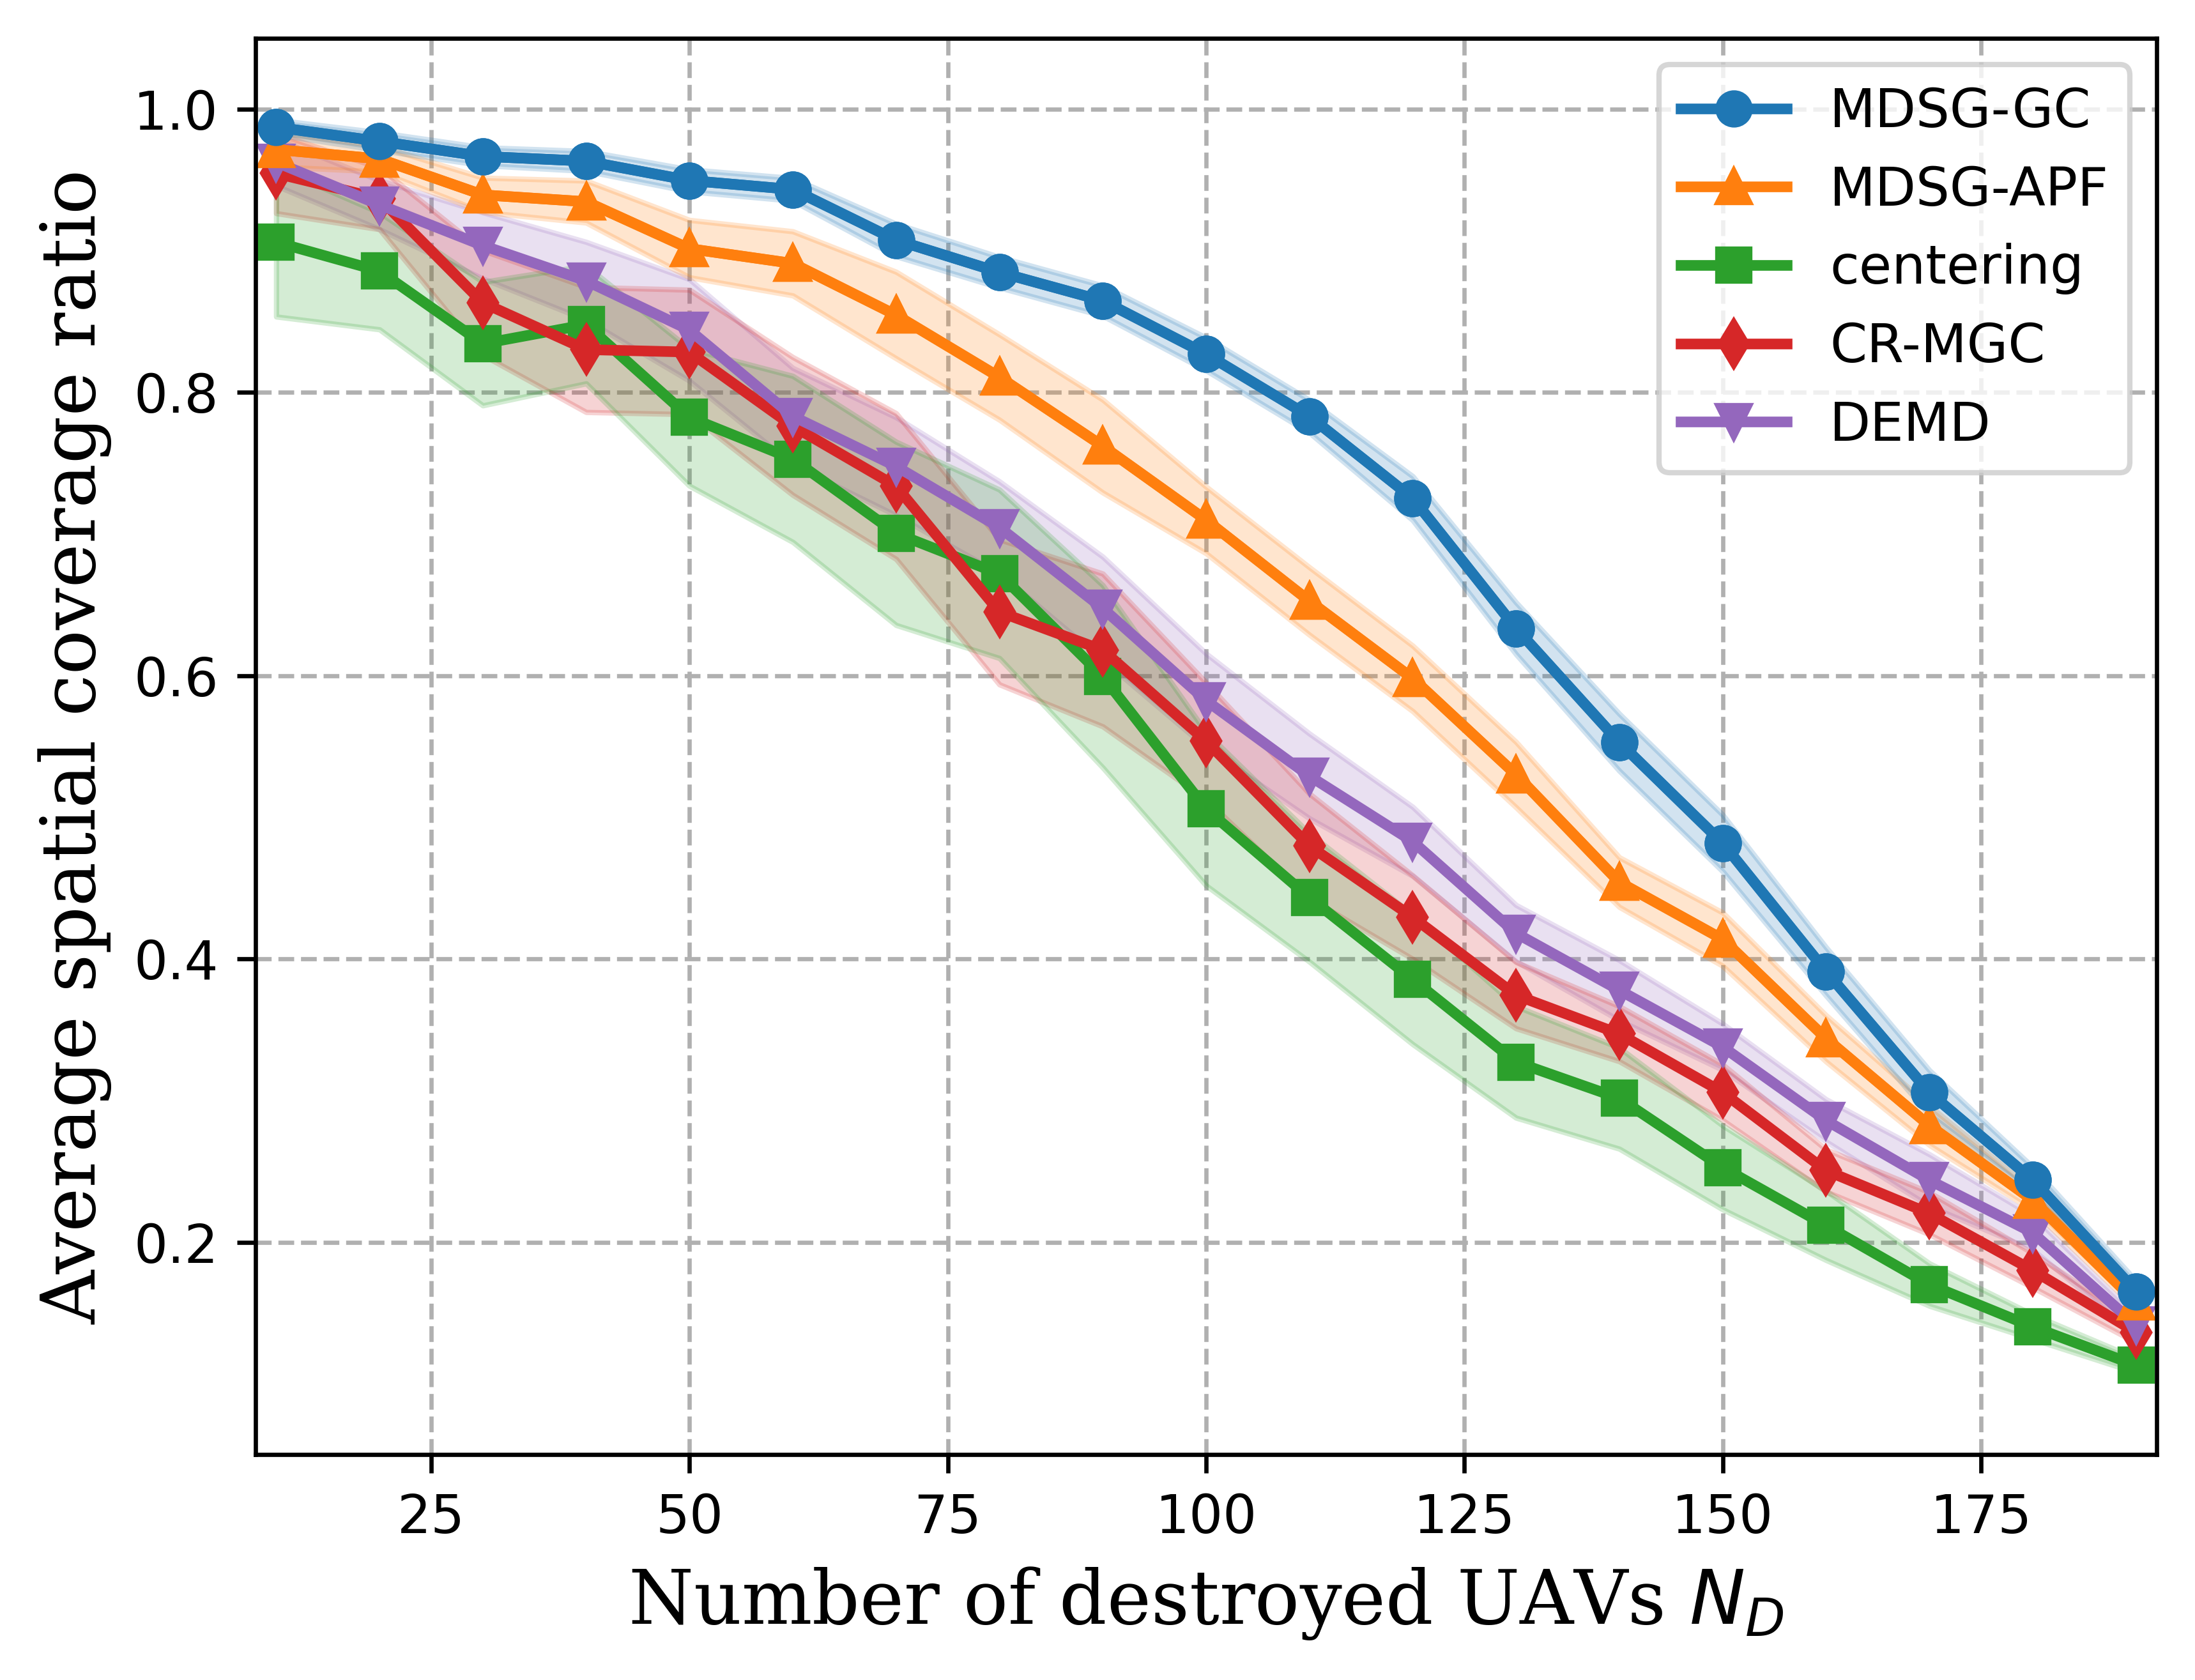 Average spatial coverage ratio
1.0
0.8
0.6
0.4
0.2
MDSG-GC
MDSG-APF
centering
CR-MGC
DEMD
25 50 75 100 125 150 175
Number of destroyed UAVs N_D